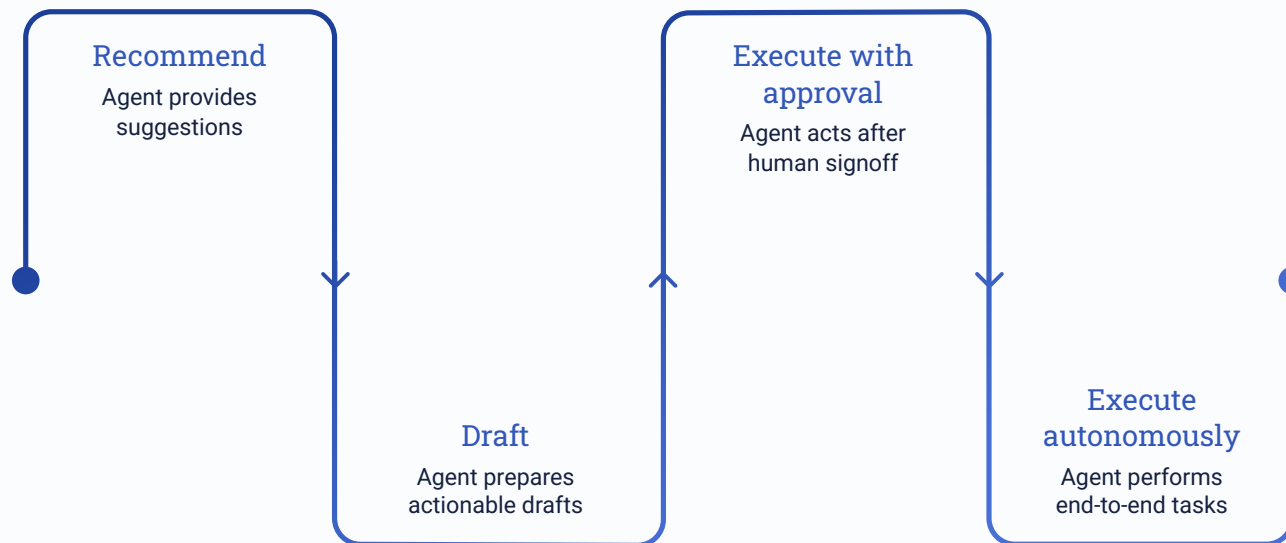 Recommend
Agent provides
suggestions
Draft
Agent prepares
actionable drafts
Execute with
approval
Agent acts after
human signoff
Execute
autonomously
Agent performs
end-to-end tasks